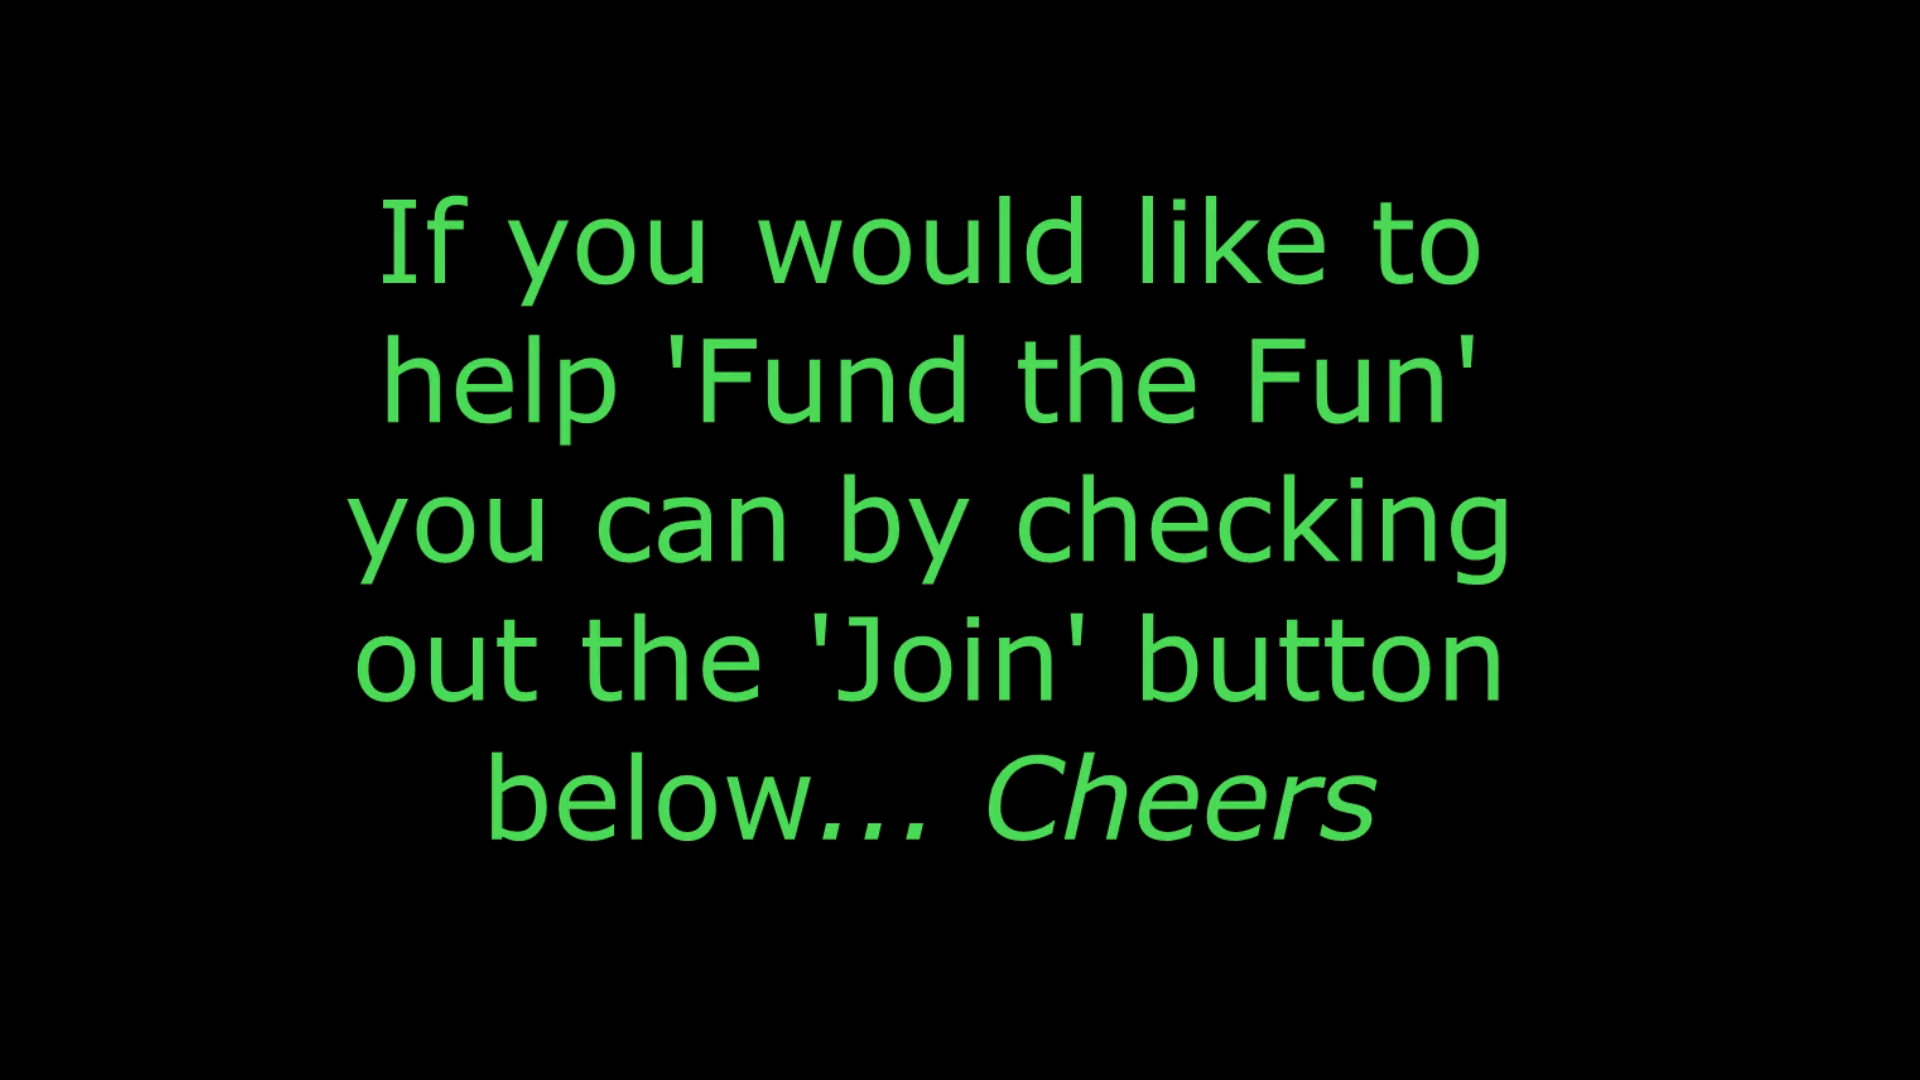 If you would like to
help 'Fund the Fun'
you can by checking
out the 'Join' button
below... Cheers